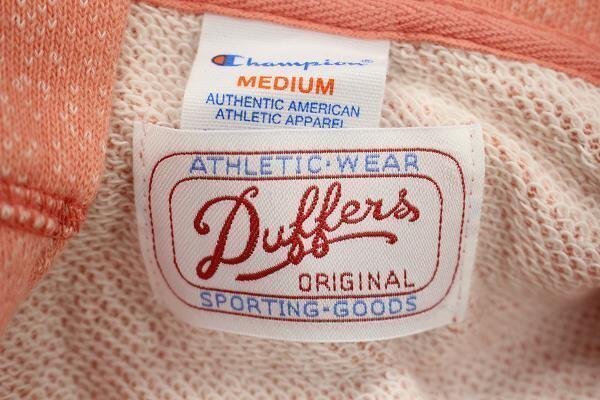 Champion
MEDIUM
AUTHENTIC AMERICAN
ATHLETIC APPAREL
ATHLETIC·WEAR
Duffers
ORIGINAL
SPORTING-GOODS